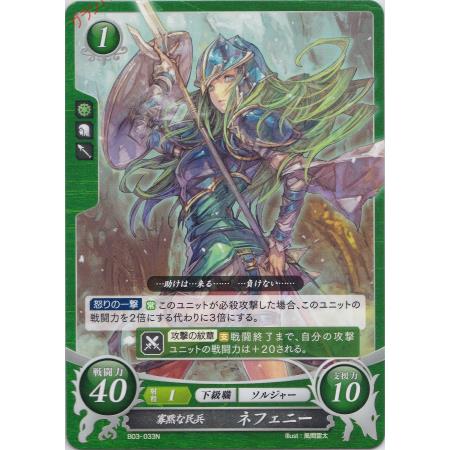 1
…助けは…来る…… …負けない……
怒りの一撃 常 このユニットが必殺攻撃した場合、このユニットの
戦闘力を2倍にする代わりに3倍にする。
攻撃の紋章 支 戦闘終了まで、自分の攻撃
ユニットの戦闘力は+20される。
戦闘力
40
射程
1
下級職
ソルジャー
支援力
10
寡黙な民兵 ネフェニー
B03-033N
Illust:風間雷太